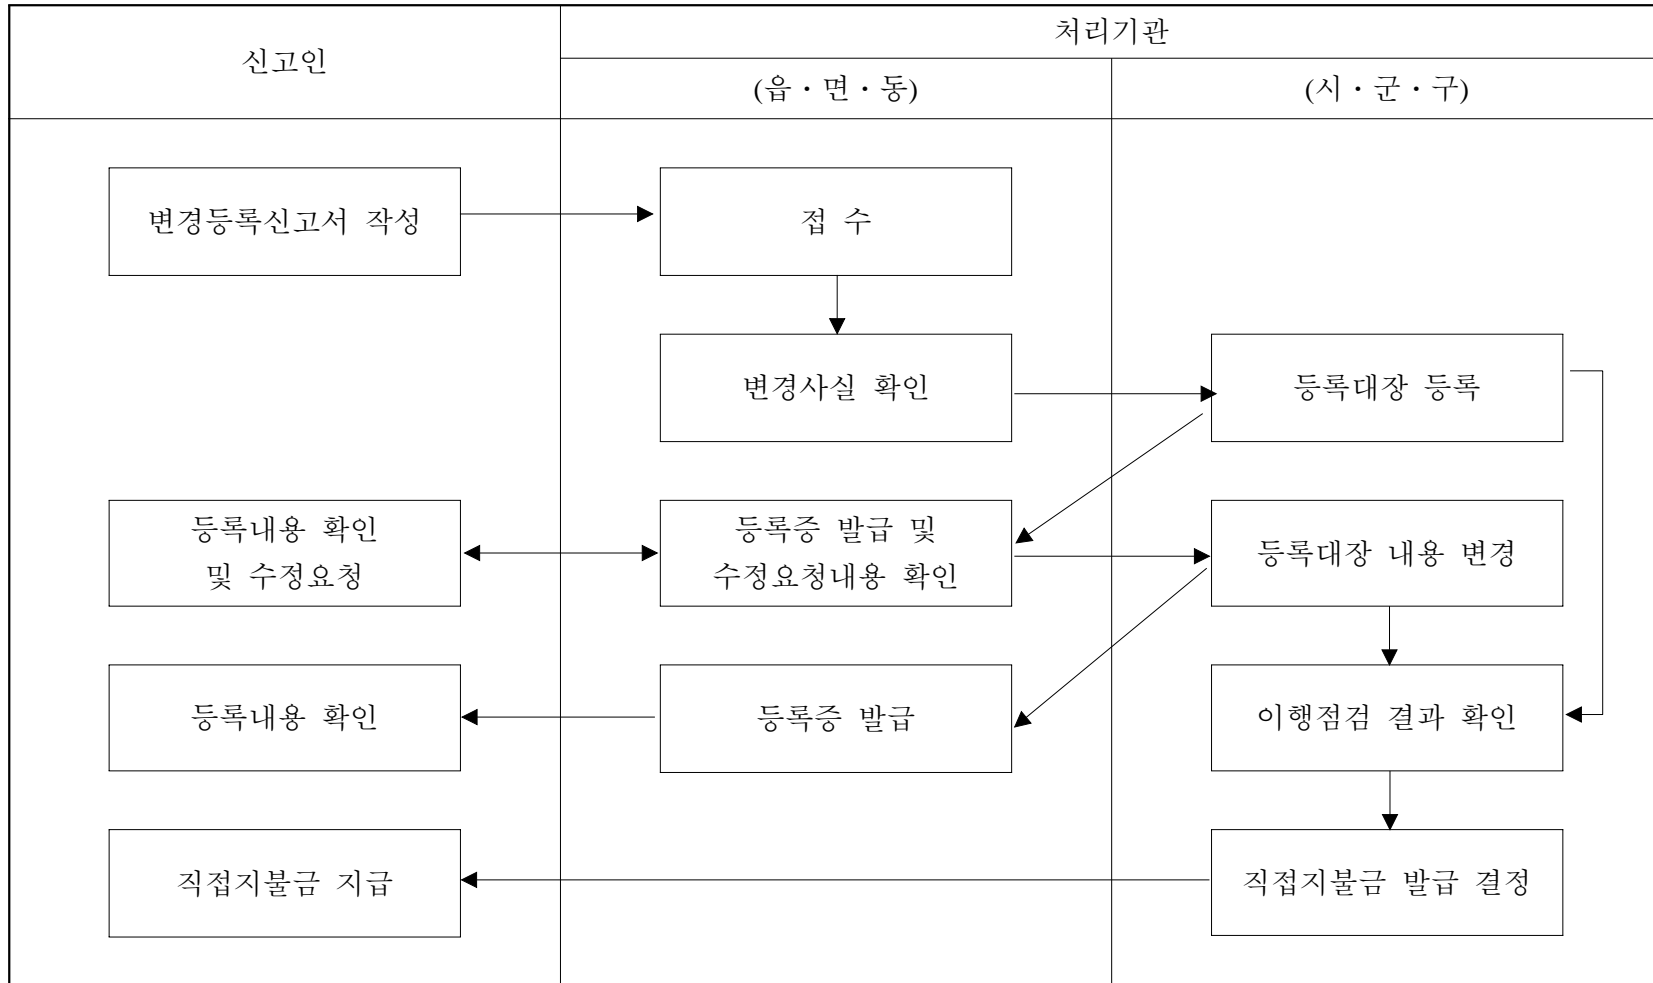 신고인
처리기관
(읍・면・동)
(시・군・구)
변경등록신고서 작성
접 수
변경사실 확인
등록대장 등록
등록내용 확인
및 수정요청
등록증 발급 및
수정요청내용 확인
등록대장 내용 변경
등록내용 확인
등록증 발급
이행점검 결과 확인
직접지불금 지급
직접지불금 발급 결정